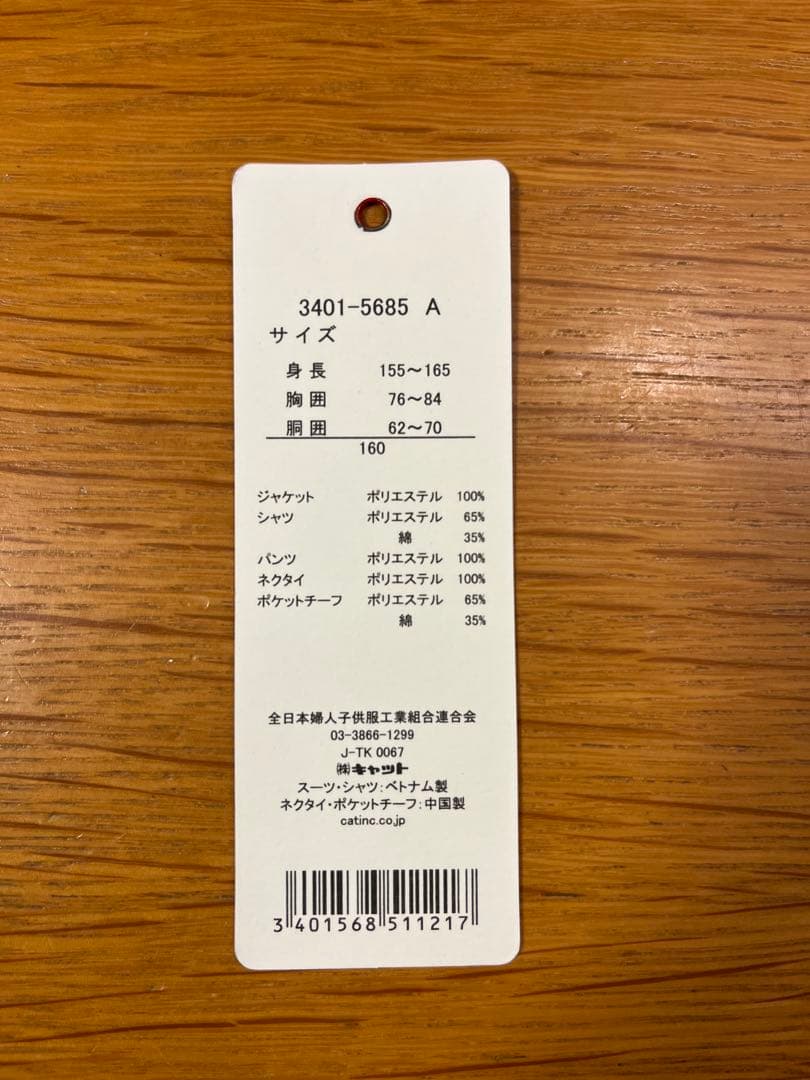 3401-5685 A
サイズ
身長 155～165
胸囲 76～84
胴囲 62～70
160
ジャケット ポリエステル 100%
シャツ ポリエステル 65%
綿 35%
パンツ ポリエステル 100%
ネクタイ ポリエステル 100%
ポケットチーフ ポリエステル 65%
綿 35%
全日本婦人子供服工業組合連合会
03-3866-1299
J-TK 0067
㈱キャット
スーツ・シャツ：ベトナム製
ネクタイ・ポケットチーフ：中国製
catinc.co.jp
3 401568 511217